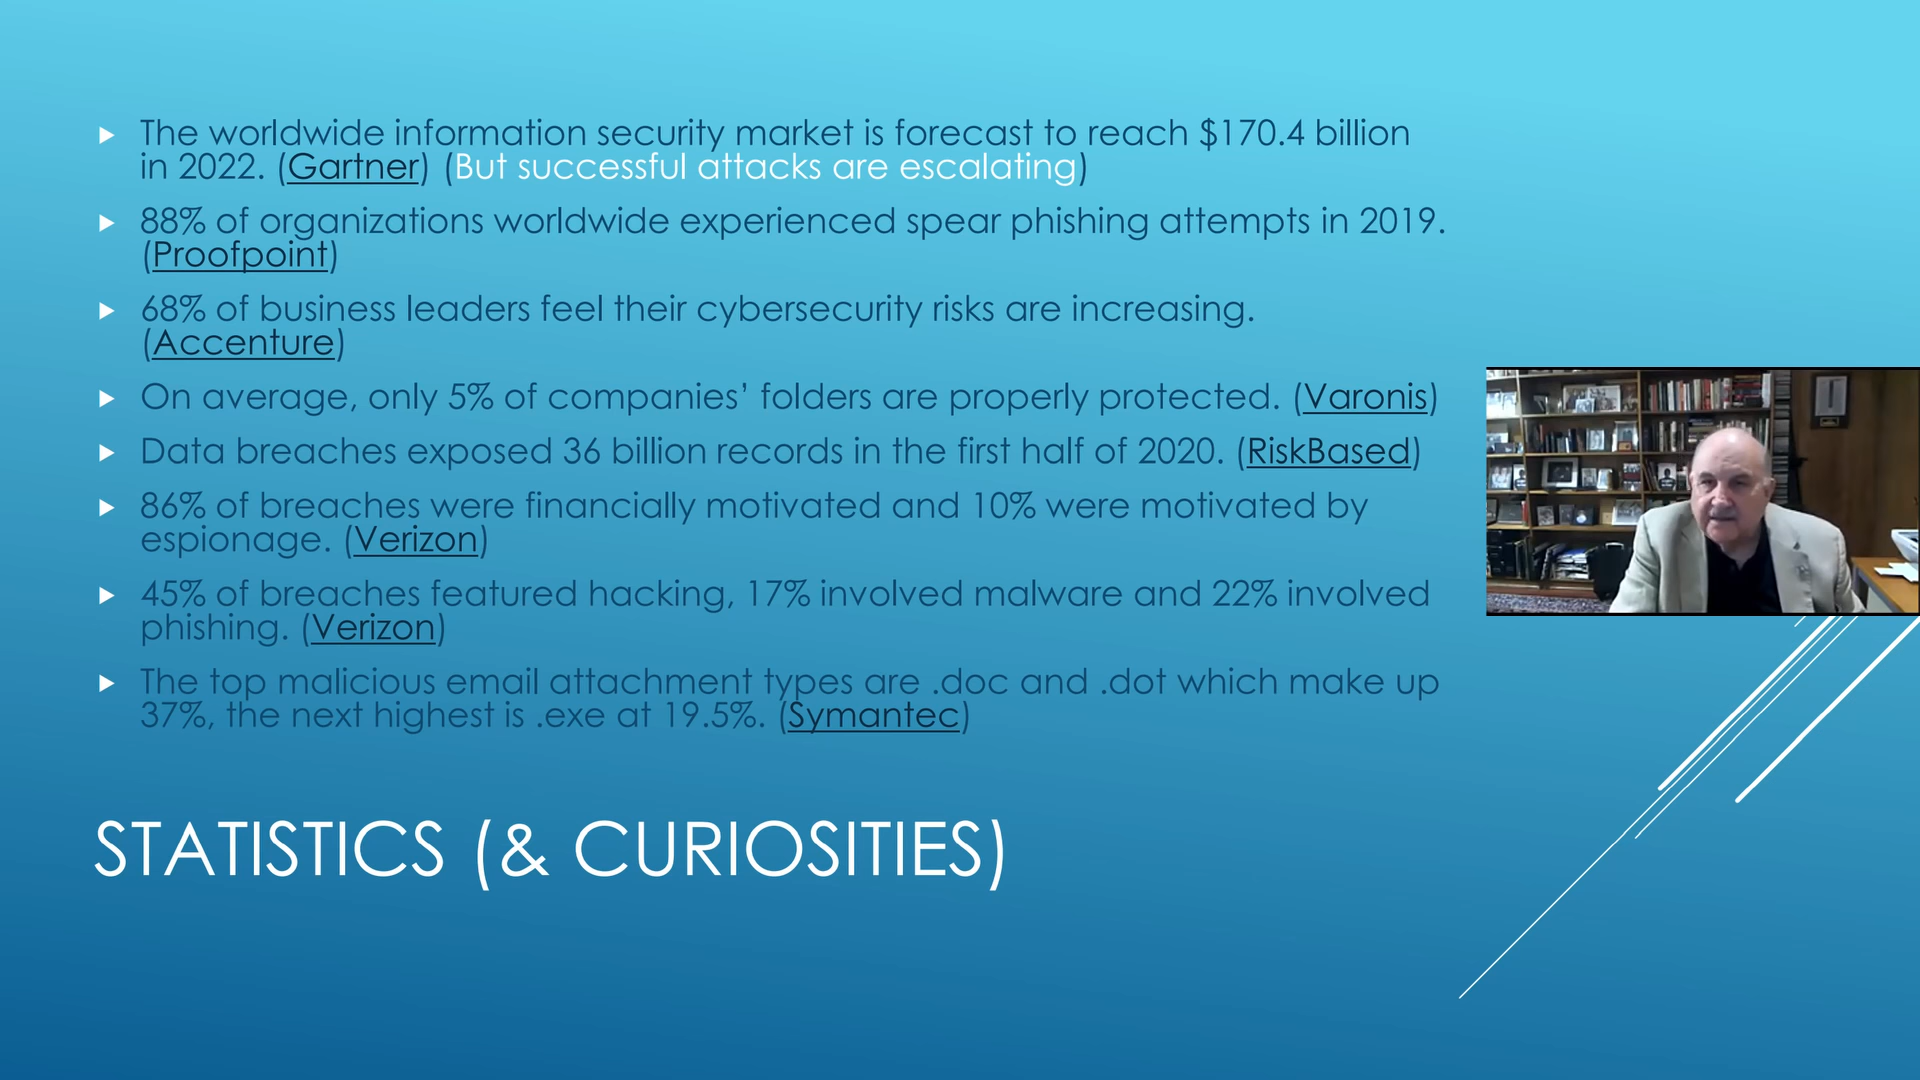 The worldwide information security market is forecast to reach $170.4 billion
in 2022. (Gartner) (But successful attacks are escalating)
88% of organizations worldwide experienced spear phishing attempts in 2019.
(Proofpoint)
68% of business leaders feel their cybersecurity risks are increasing.
(Accenture)
On average, only 5% of companies’ folders are properly protected. (Varonis)
Data breaches exposed 36 billion records in the first half of 2020. (RiskBased)
86% of breaches were financially motivated and 10% were motivated by
espionage. (Verizon)
45% of breaches featured hacking, 17% involved malware and 22% involved
phishing. (Verizon)
The top malicious email attachment types are .doc and .dot which make up
37%, the next highest is .exe at 19.5%. (Symantec)
STATISTICS (& CURIOSITIES)